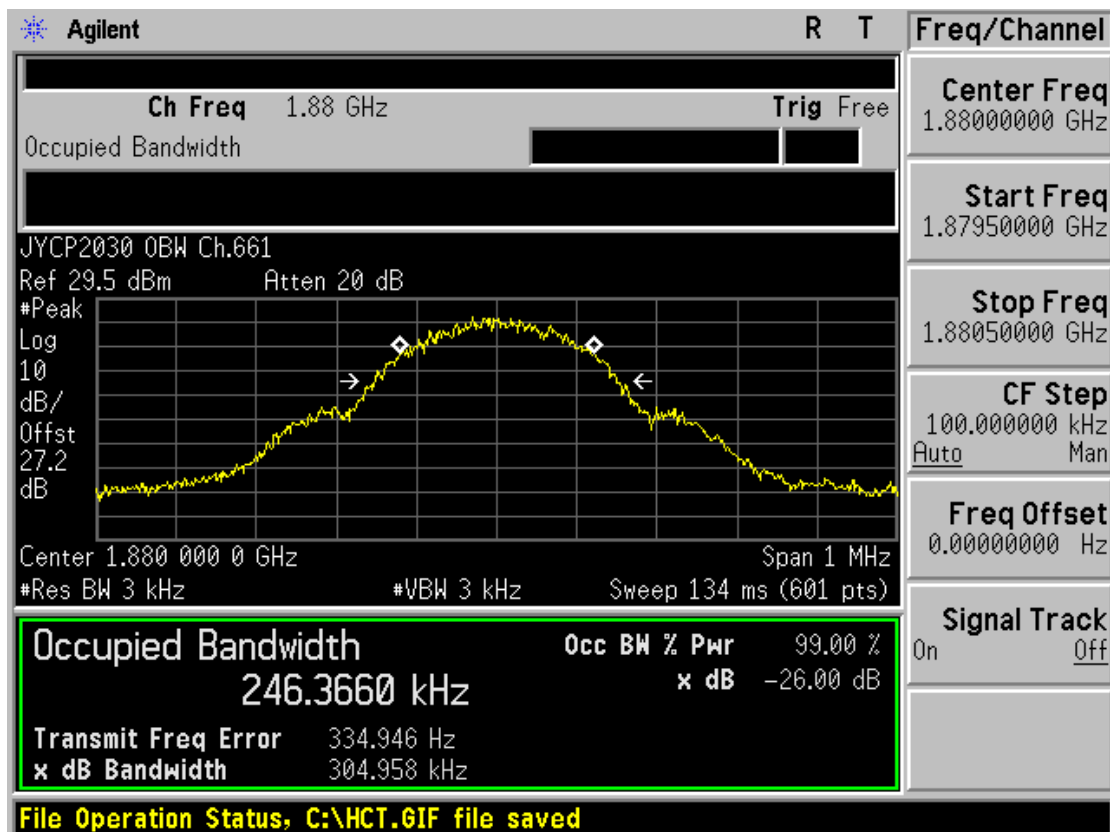 Agilent R T
Freq/Channel
Ch Freq 1.88 GHz Trig Free
Occupied Bandwidth
JYCP2030 OBW Ch.661
Ref 29.5 dBm Atten 20 dB
#Peak
Log
10
dB/
Offst
27.2
dB
Center 1.880 000 0 GHz Span 1 MHz
#Res BW 3 kHz #VBW 3 kHz Sweep 134 ms (601 pts)
Occupied Bandwidth
246.3660 kHz
Occ BW % Pwr 99.00 %
x dB -26.00 dB
Transmit Freq Error 334.946 Hz
x dB Bandwidth 304.958 kHz
File Operation Status, C:\HCT.GIF file saved
Center Freq
1.88000000 GHz
Start Freq
1.87950000 GHz
Stop Freq
1.88050000 GHz
CF Step
100.000000 kHz
Auto Man
Freq Offset
0.00000000 Hz
Signal Track
On Off